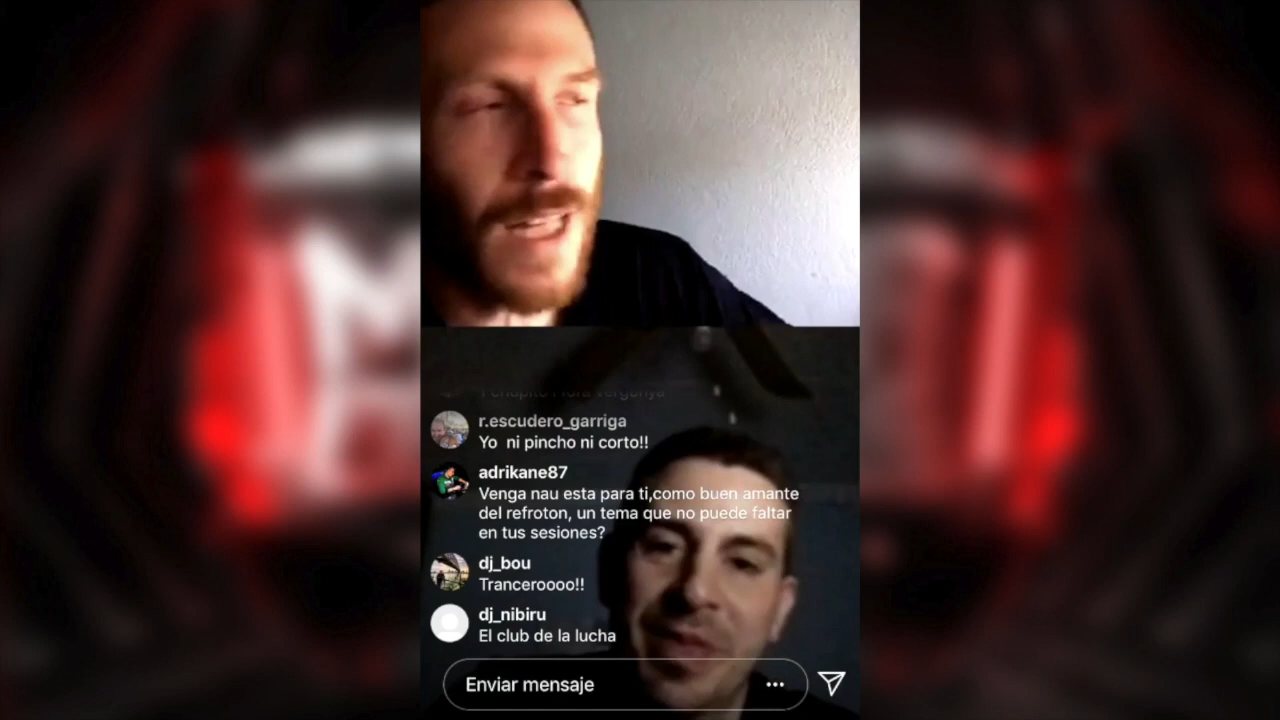 r.escudero_garriga
Yo ni pincho ni corto!!
adrikane87
Venga nau esta para ti,como buen amante
del refroton, un tema que no puede faltar
en tus sesiones?
dj_bou
Tranceroooo!!
dj_nibiru
El club de la lucha
Enviar mensaje